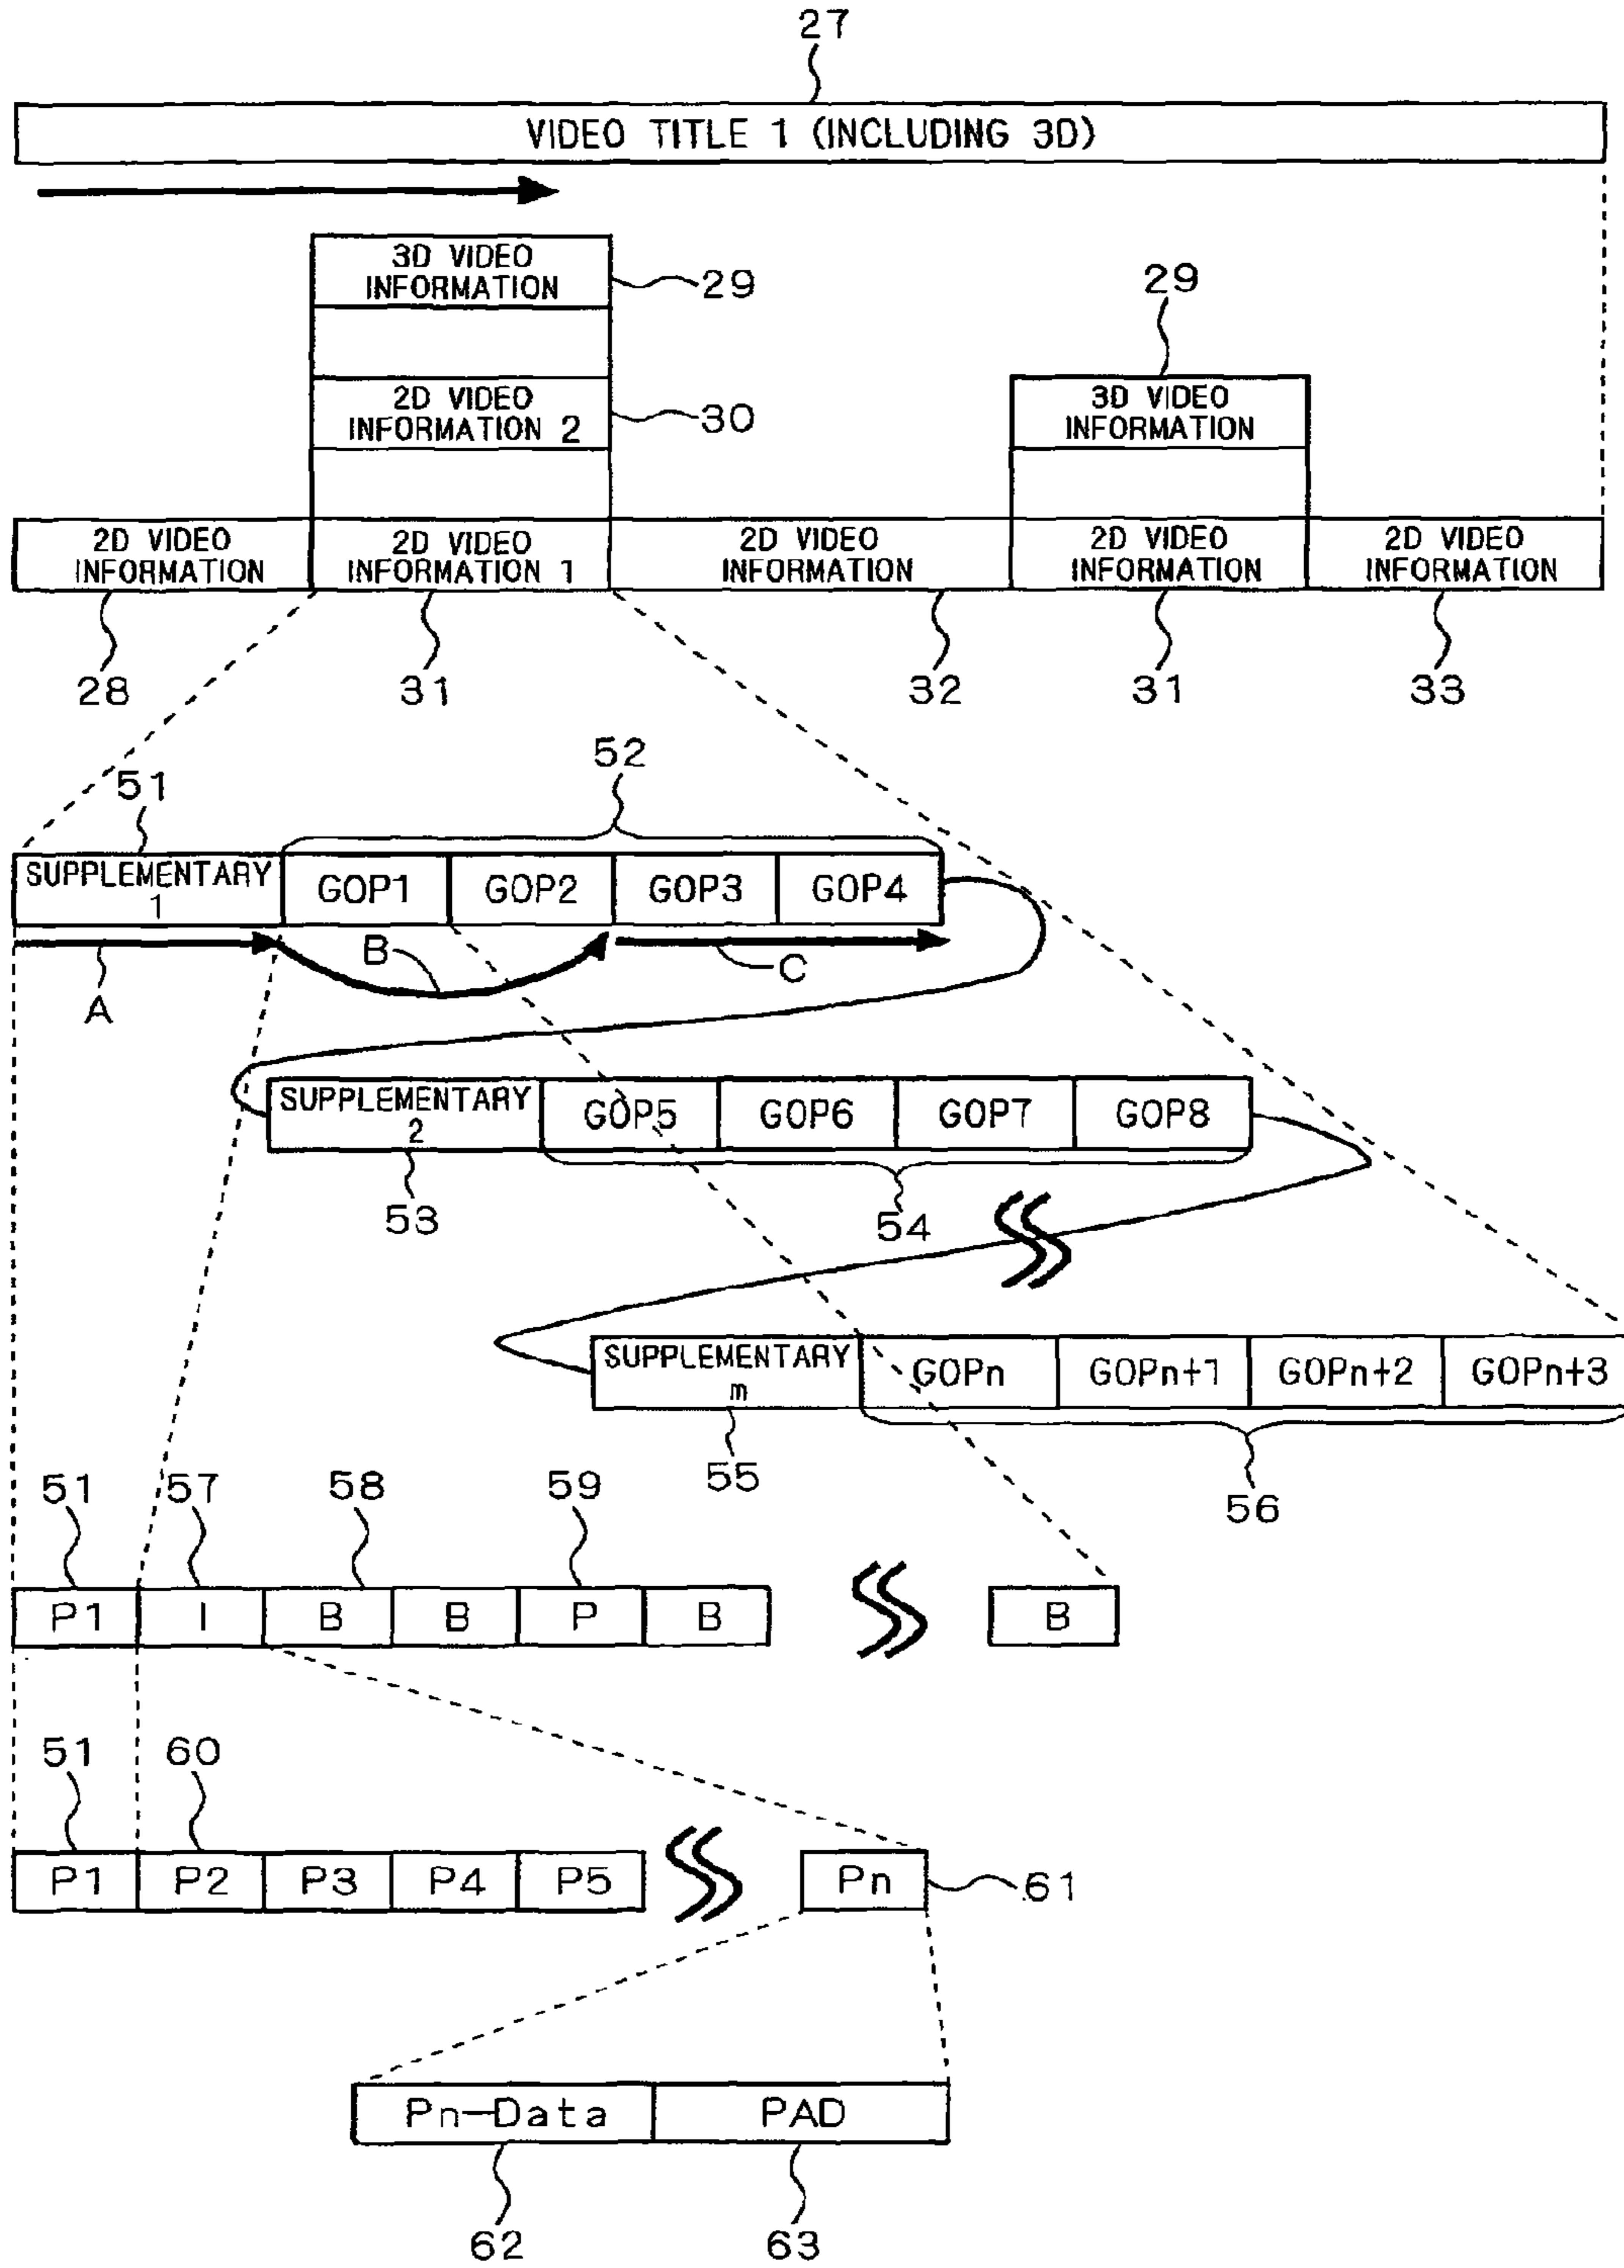 27
VIDEO TITLE 1 (INCLUDING 3D)
3D VIDEO
INFORMATION
29
29
2D VIDEO
INFORMATION 2
30
3D VIDEO
INFORMATION
2D VIDEO
INFORMATION
2D VIDEO
INFORMATION 1
2D VIDEO
INFORMATION
2D VIDEO
INFORMATION
2D VIDEO
INFORMATION
28
31
32
31
33
51
52
SUPPLEMENTARY
1
GOP1
GOP2
GOP3
GOP4
A
B
C
SUPPLEMENTARY
2
GOP5
GOP6
GOP7
GOP8
53
54
SUPPLEMENTARY
m
GOPn
GOPn+1
GOPn+2
GOPn+3
55
56
51
57
58
59
P1
I
B
B
P
B
B
51
60
P1
P2
P3
P4
P5
Pn
61
Pn-Data
PAD
62
63